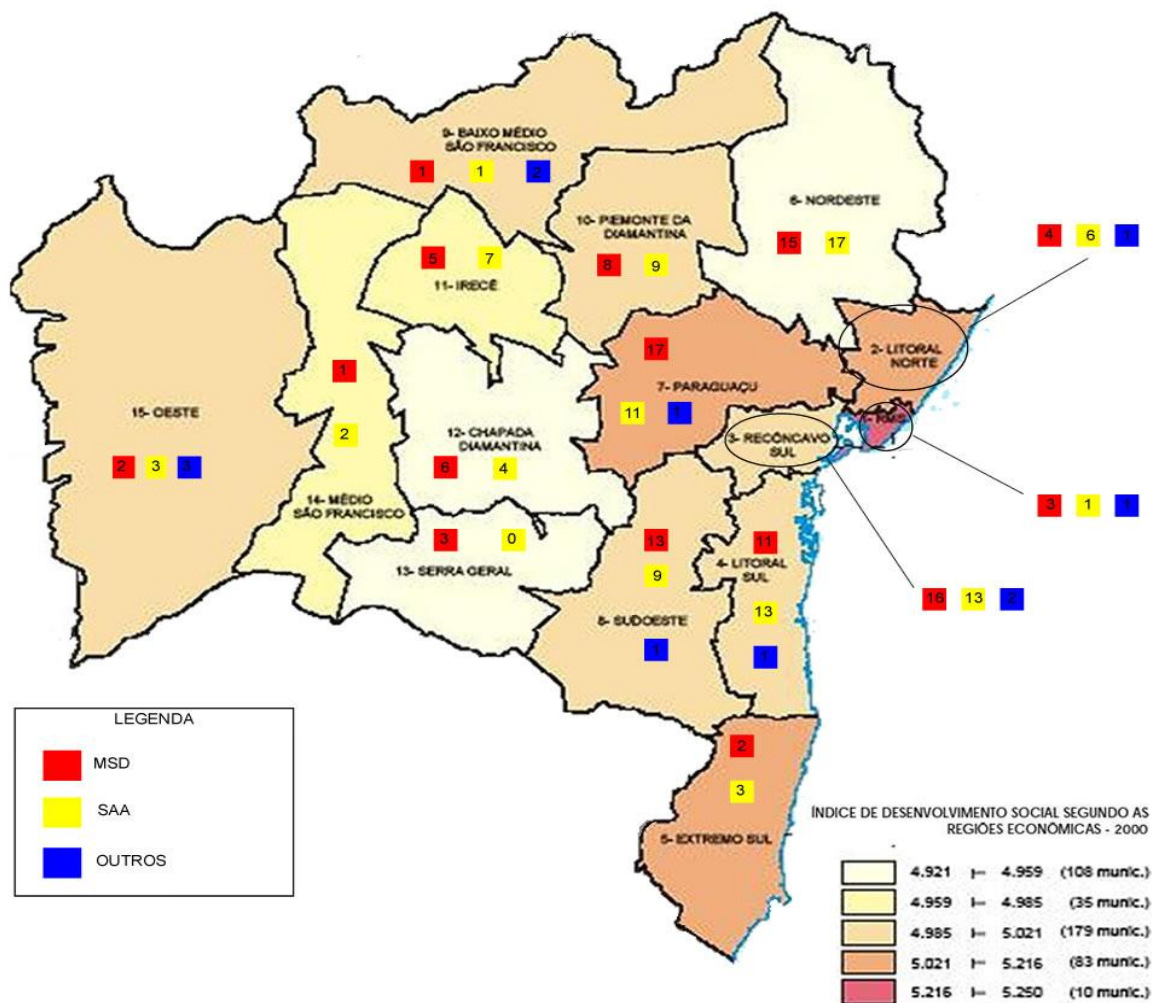 9- BAIXO MÉDIO
SÃO FRANCISCO
1 1 2
10- PIEMONTE DA
DIAMANTINA
8 9
6- NORDESTE
15 17
4 6 1
5 7
11- IRECÊ
2- LITORAL
NORTE
17
7- PARAGUAÇU
11 1
1
15- OESTE
2 3 3
2
14- MÉDIO
SÃO FRANCISCO
12- CHAPADA
DIAMANTINA
6 4
3- RECÔNCAVO
SUL
3 1 1
3 0
13- SERRA GERAL
13
9
8- SUDOESTE
1
11
4- LITORAL
SUL
13
1
16 13 2
2
3
5- EXTREMO SUL
LEGENDA
MSD
SAA
OUTROS
ÍNDICE DE DESENVOLVIMENTO SOCIAL SEGUNDO AS
REGIÕES ECONÔMICAS - 2000
4.921 ⊢ 4.959 (108 munic.)
4.959 ⊢ 4.985 (35 munic.)
4.985 ⊢ 5.021 (179 munic.)
5.021 ⊢ 5.216 (83 munic.)
5.216 ⊢ 5.250 (10 munic.)